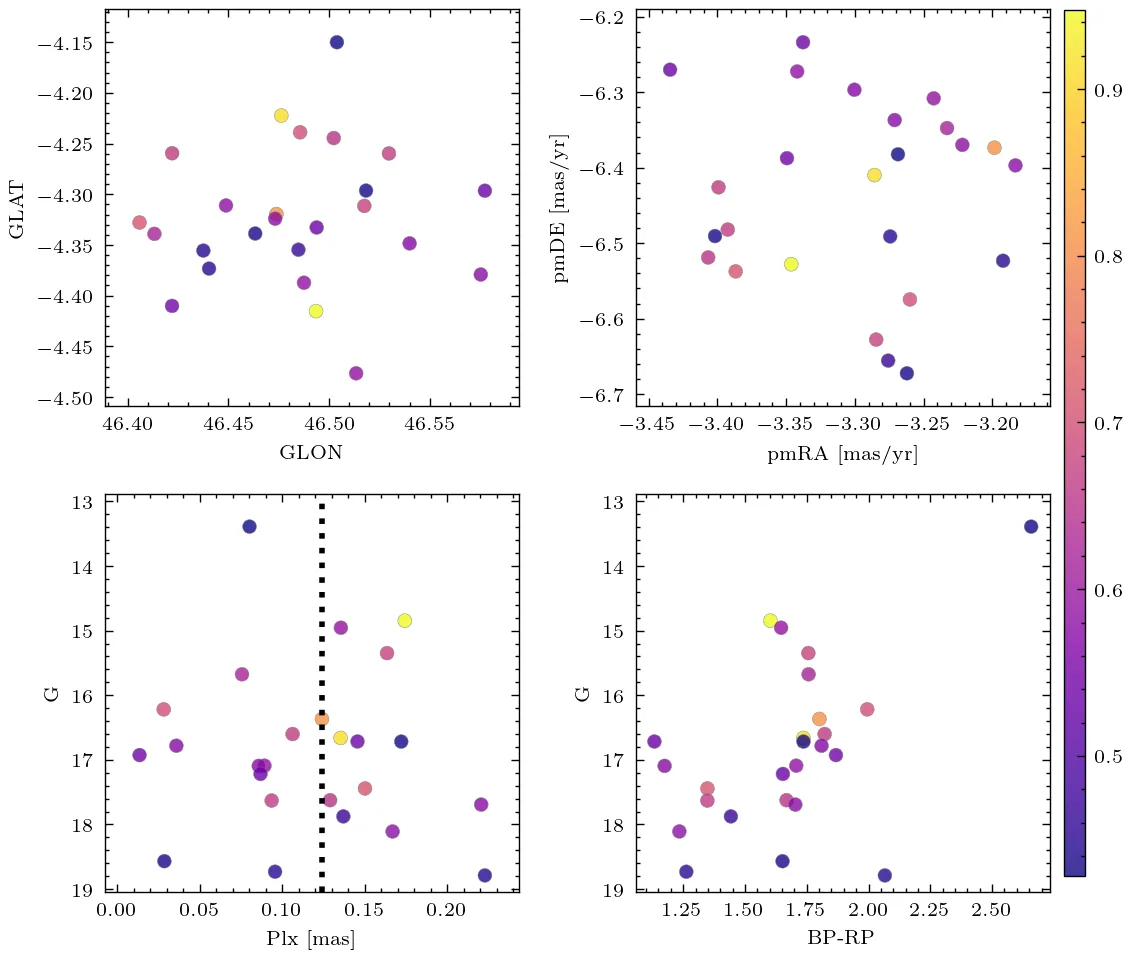 −4.15
−4.20
−4.25
−4.30
−4.35
−4.40
−4.45
−4.50
GLAT
46.40 46.45 46.50 46.55
GLON
−6.2
−6.3
−6.4
−6.5
−6.6
−6.7
pmDE [mas/yr]
−3.45 −3.40 −3.35 −3.30 −3.25 −3.20
pmRA [mas/yr]
0.9
0.8
0.7
0.6
0.5
13
14
15
16
17
18
19
G
0.00 0.05 0.10 0.15 0.20
Plx [mas]
13
14
15
16
17
18
19
G
1.25 1.50 1.75 2.00 2.25 2.50
BP-RP